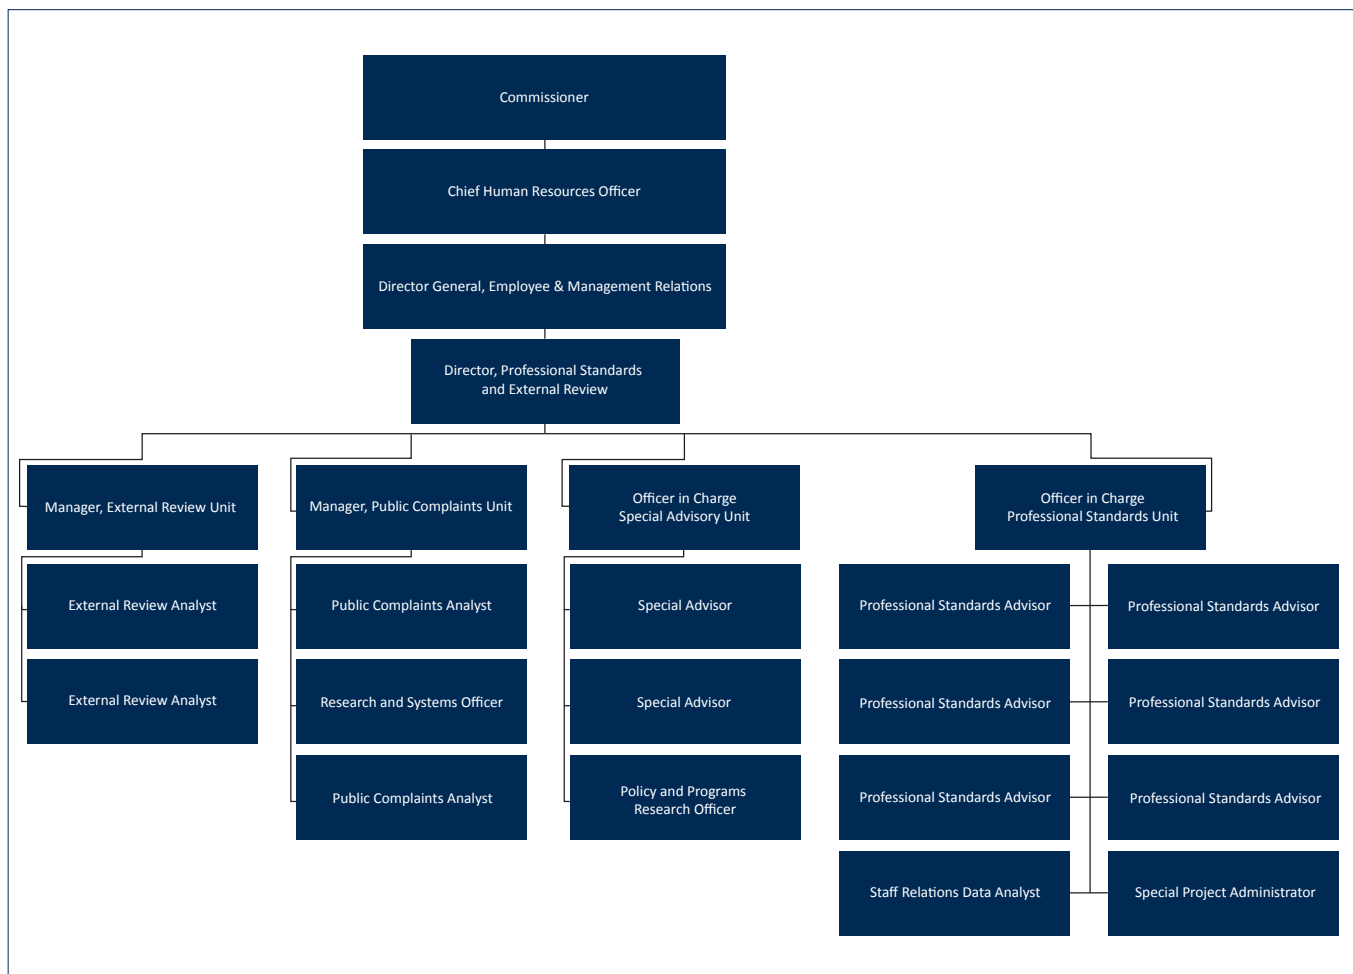 Commissioner
Chief Human Resources Officer
Director General, Employee & Management Relations
Director, Professional Standards
and External Review
Manager, External Review Unit
Manager, Public Complaints Unit
Officer in Charge
Special Advisory Unit
Officer in Charge
Professional Standards Unit
External Review Analyst
Public Complaints Analyst
Special Advisor
Professional Standards Advisor
Professional Standards Advisor
External Review Analyst
Research and Systems Officer
Special Advisor
Professional Standards Advisor
Professional Standards Advisor
Public Complaints Analyst
Policy and Programs
Research Officer
Professional Standards Advisor
Professional Standards Advisor
Staff Relations Data Analyst
Special Project Administrator